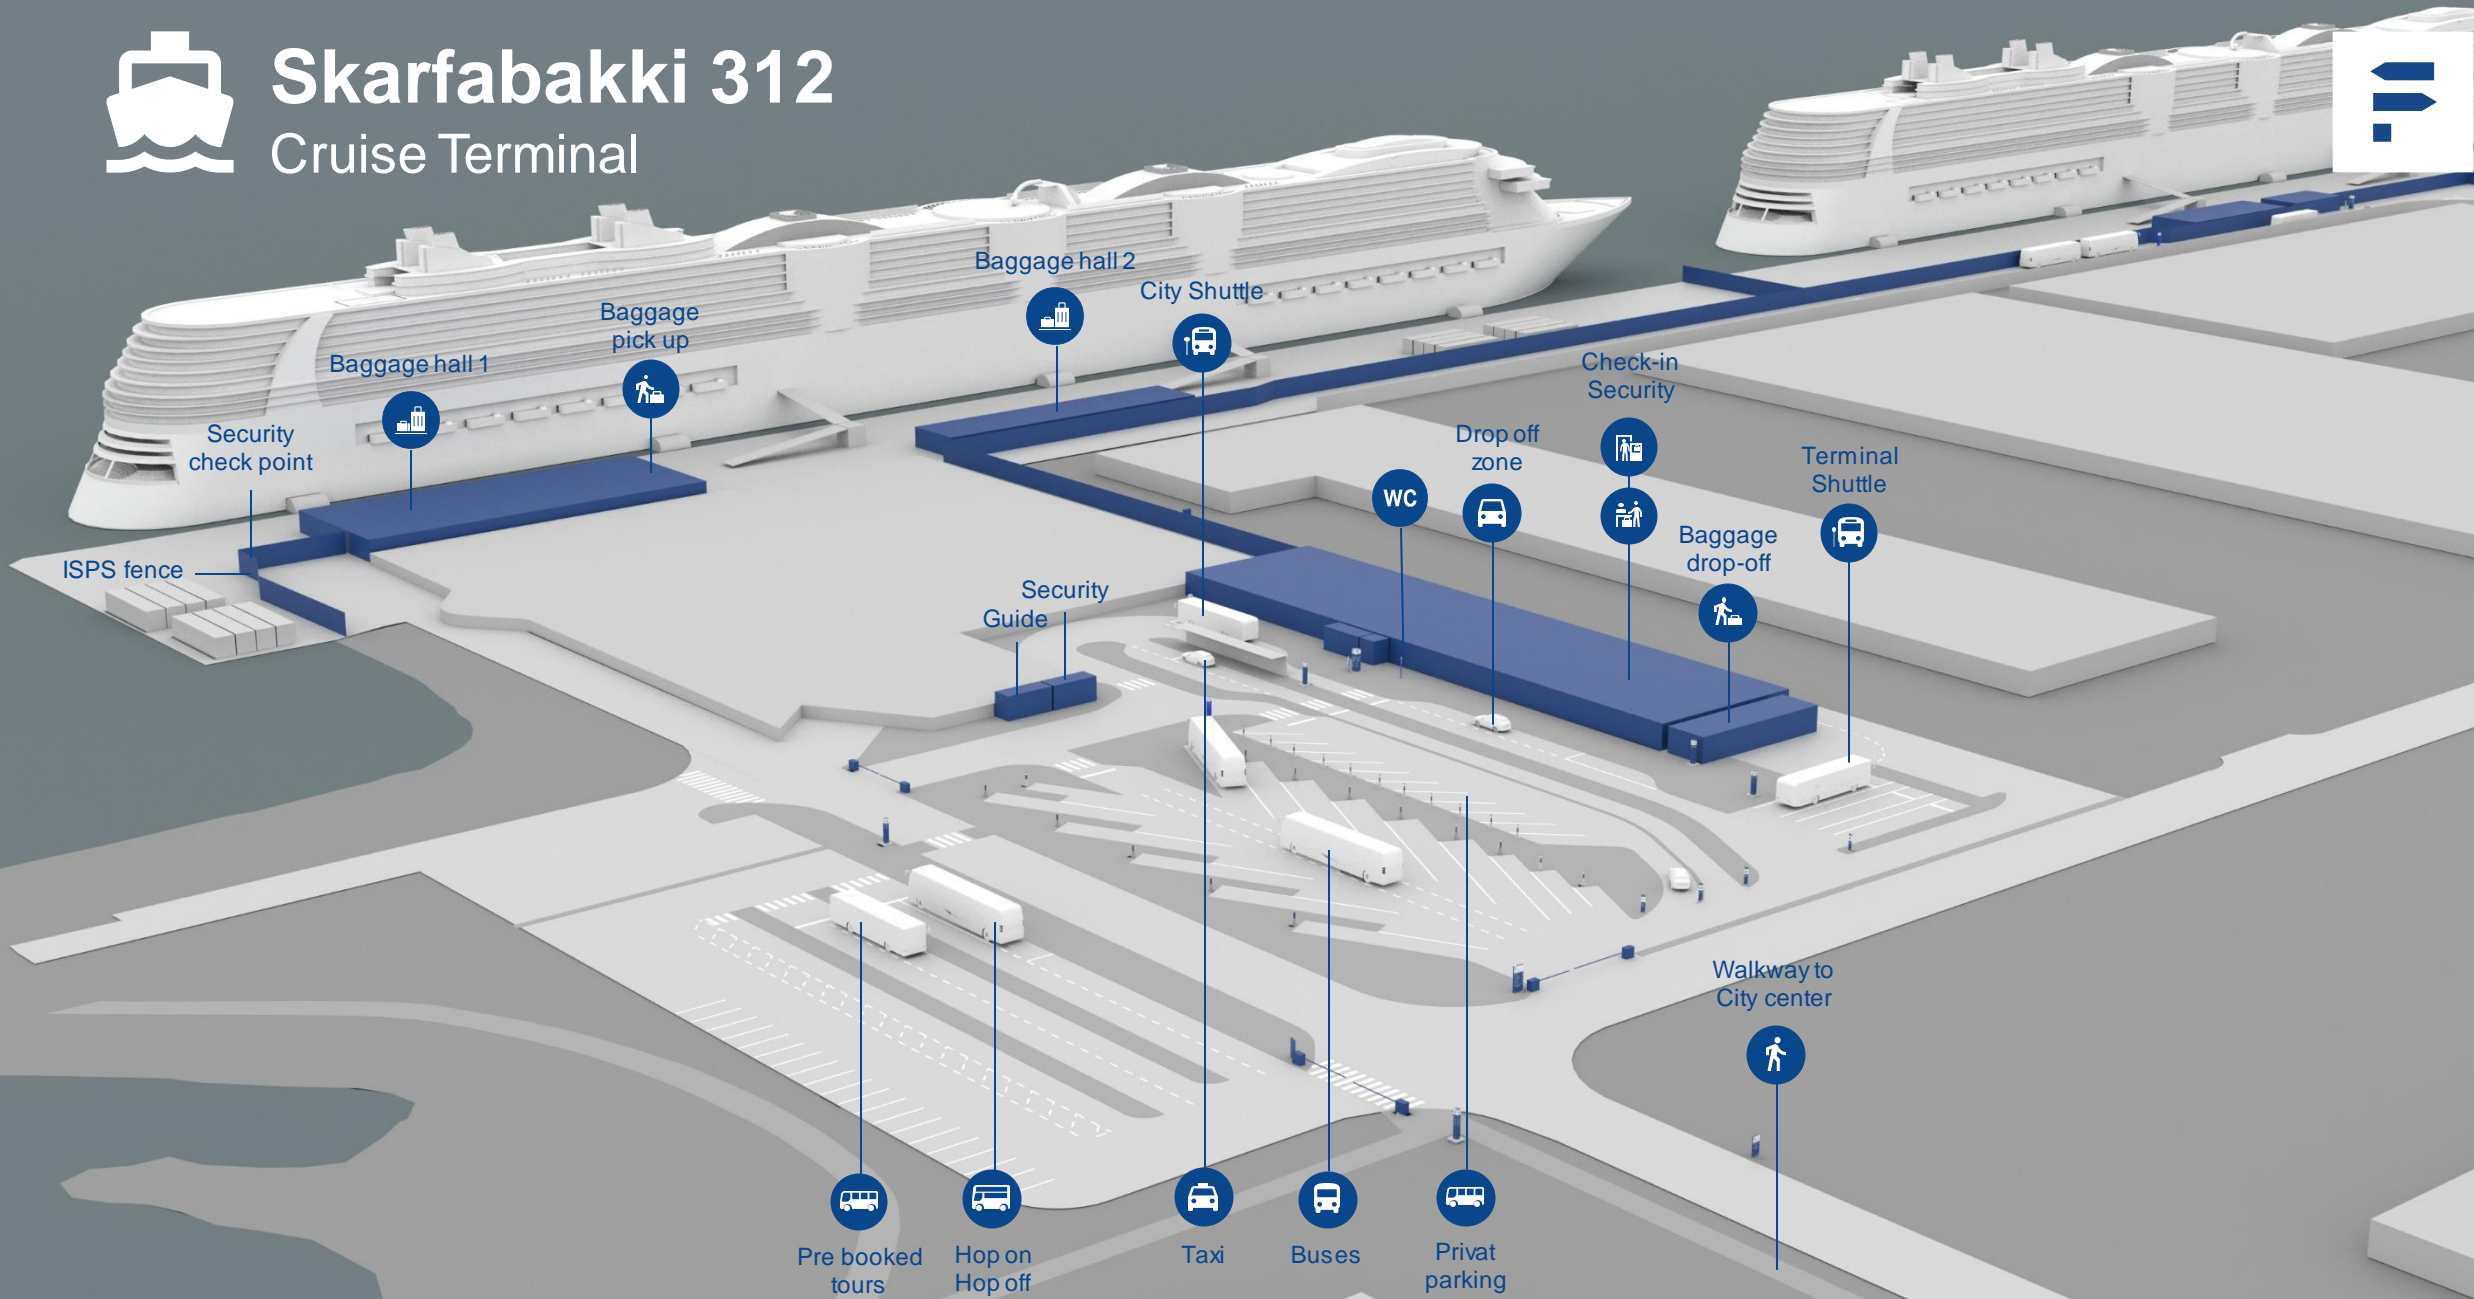 Skarfabakki 312
Cruise Terminal
Baggage hall 2
City Shuttle
Baggage
pick up
Baggage hall 1
Check-in
Security
Security
check point
Drop off
zone
Terminal
Shuttle
WC
Baggage
drop-off
ISPS fence
Security
Guide
Walkway to
City center
Pre booked
tours
Hop on
Hop off
Taxi
Buses
Privat
parking